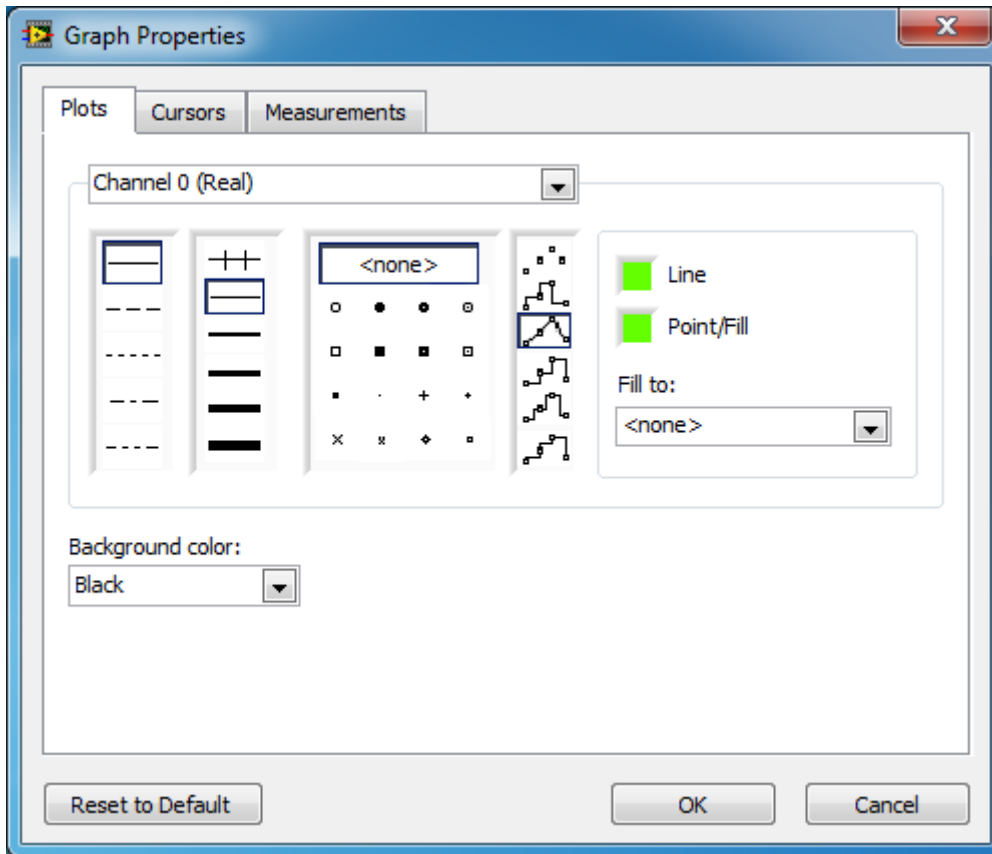 Graph Properties
Plots Cursors Measurements
Channel 0 (Real)
<none>
Line
Point/Fill
Fill to:
<none>
Background color:
Black
Reset to Default OK Cancel